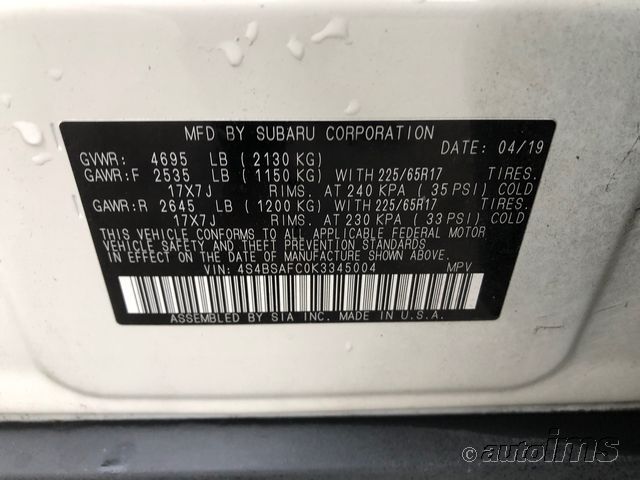 MFD BY SUBARU CORPORATION DATE: 04/19
GVWR: 4695 LB (2130 KG)
GAWR:F 2535 LB (1150 KG) WITH 225/65R17 TIRES.
17X7J RIMS. AT 240 KPA (35 PSI) COLD
GAWR:R 2645 LB (1200 KG) WITH 225/65R17 TIRES.
17X7J RIMS. AT 230 KPA (33 PSI) COLD
THIS VEHICLE CONFORMS TO ALL APPLICABLE FEDERAL MOTOR
VEHICLE SAFETY AND THEFT PREVENTION STANDARDS
IN EFFECT ON THE DATE OF MANUFACTURE SHOWN ABOVE.
VIN: 4S4BSAFC0K3345004 MPV
ASSEMBLED BY SIA INC. MADE IN U.S.A.
© autoims